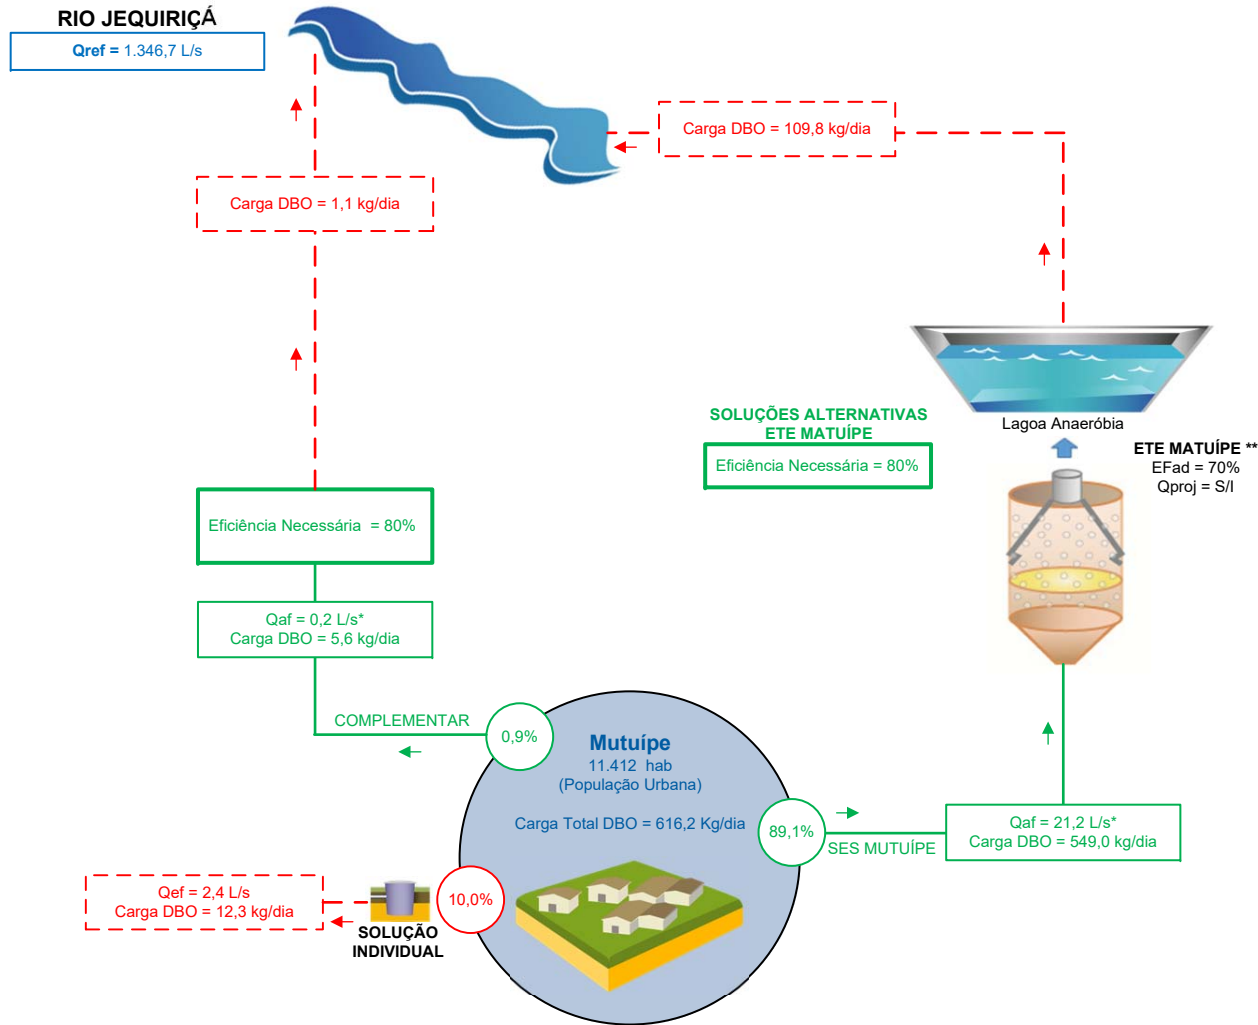 RIO JEQUIRIÇÁ
Qref = 1.346,7 L/s
Carga DBO = 109,8 kg/dia
Carga DBO = 1,1 kg/dia
Lagoa Anaeróbia
SOLUÇÕES ALTERNATIVAS
ETE MATUÍPE
Eficiência Necessária = 80%
ETE MATUÍPE **
EFad = 70%
Qproj = S/I
Eficiência Necessária = 80%
Qaf = 0,2 L/s*
Carga DBO = 5,6 kg/dia
COMPLEMENTAR
0,9%
Mutuípe
11.412 hab
(População Urbana)
Carga Total DBO = 616,2 Kg/dia
89,1%
SES MUTUÍPE
Qaf = 21,2 L/s*
Carga DBO = 549,0 kg/dia
10,0%
SOLUÇÃO
INDIVIDUAL
Qef = 2,4 L/s
Carga DBO = 12,3 kg/dia